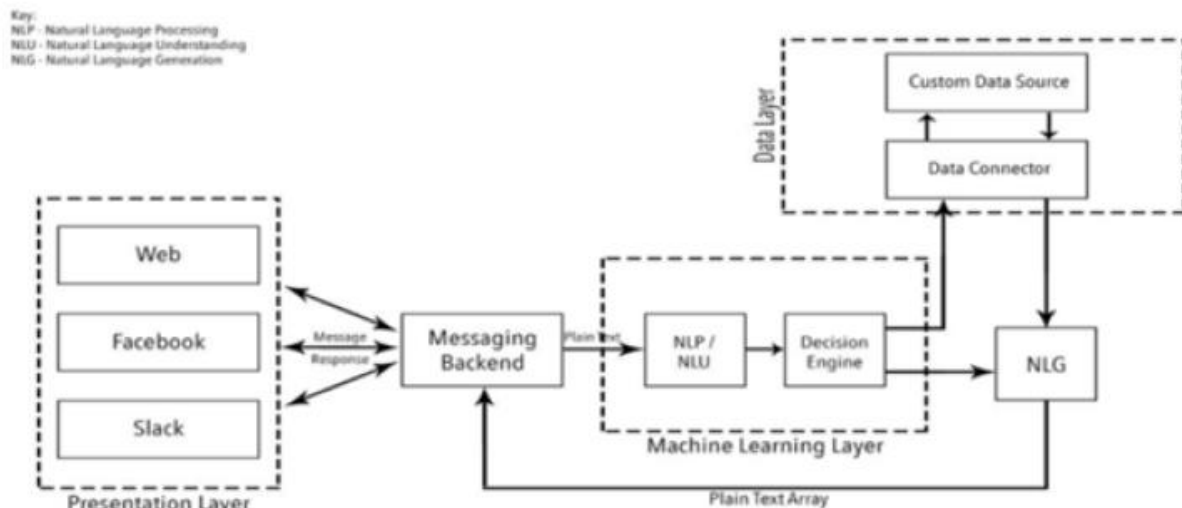 Key:
NLP - Natural Language Processing
NLU - Natural Language Understanding
NLG - Natural Language Generation
Custom Data Source
Data Layer
Data Connector
Web
Facebook
Slack
Presentation Layer
Message
Response
Messaging
Backend
Plain Text
NLP /
NLU
Decision
Engine
Machine Learning Layer
NLG
Plain Text Array